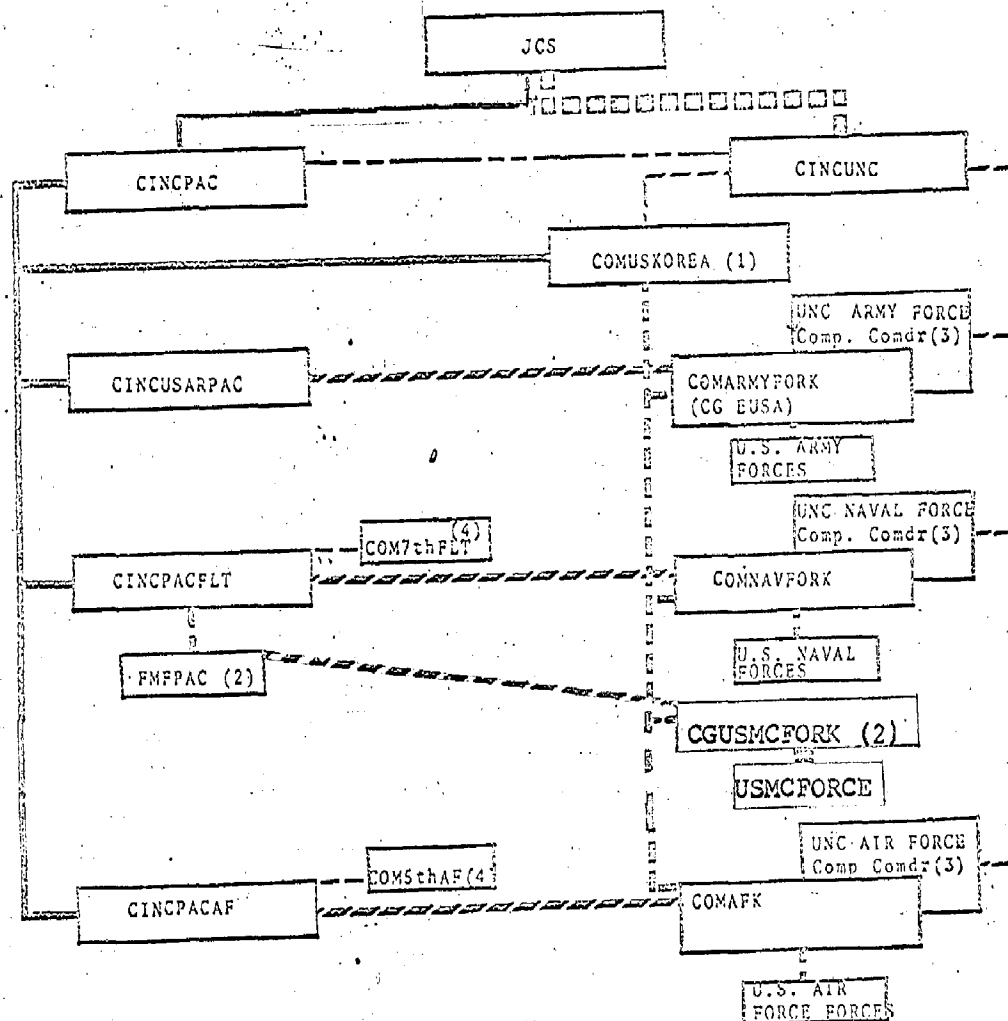 JCS
CINCPAC
CINCUNC
COMUSKOREA (1)
UNC ARMY FORCE
Comp. Comdr(3)
CINCUSARPAC
COMARMYFORK
(CG EUSA)
U.S. ARMY
FORCES
UNC NAVAL FORCE
Comp. Comdr(3)
COM7thFLT (4)
CINCPACFLT
COMNAVFORK
U.S. NAVAL
FORCES
FMFPAC (2)
CGUSMCFORK (2)
USMCFORCE
UNC AIR FORCE
Comp Comdr(3)
COM5thAF(4)
CINCPACAF
COMAFK
U.S. AIR
FORCE FORCES